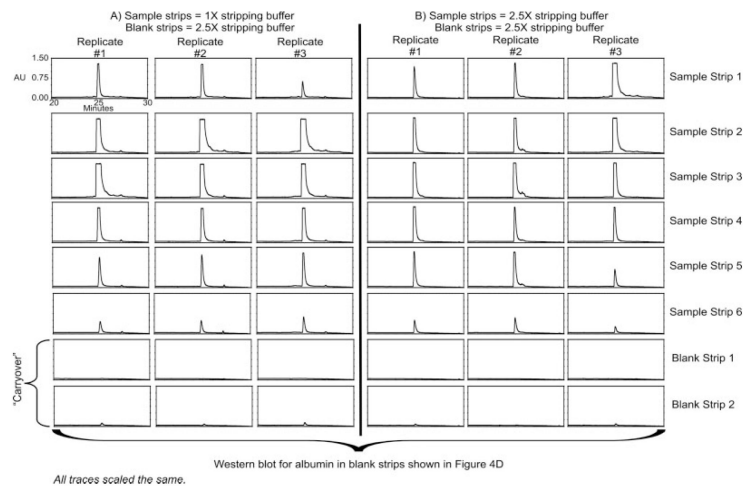 A) Sample strips = 1X stripping buffer
Blank strips = 2.5X stripping buffer
B) Sample strips = 2.5X stripping buffer
Blank strips = 2.5X stripping buffer
Replicate #1
Replicate #2
Replicate #3
Replicate #1
Replicate #2
Replicate #3
1.50
AU 0.75
0.00
20 25 30
Minutes
Sample Strip 1
Sample Strip 2
Sample Strip 3
Sample Strip 4
Sample Strip 5
Sample Strip 6
"Carryover"
Blank Strip 1
Blank Strip 2
Western blot for albumin in blank strips shown in Figure 4D
All traces scaled the same.